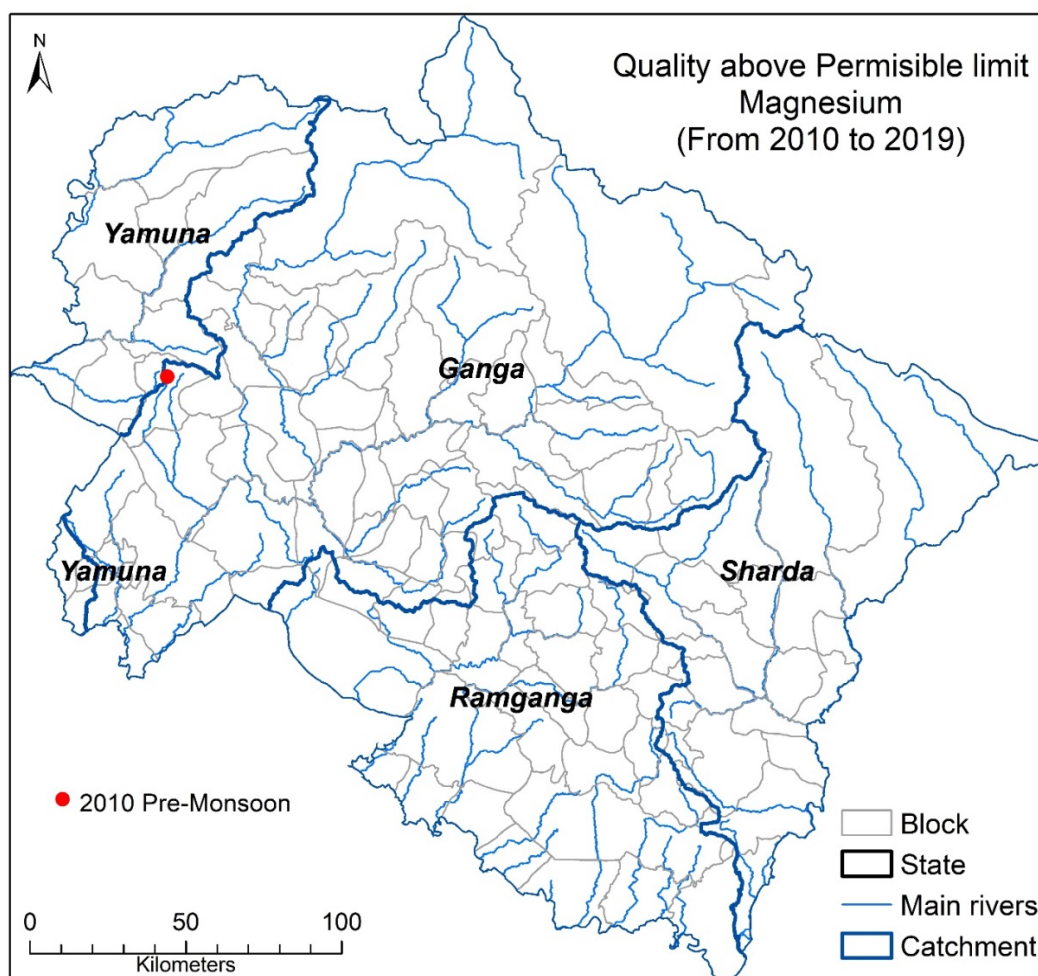 N
Quality above Permisible limit
Magnesium
(From 2010 to 2019)
Yamuna
Ganga
Yamuna
Sharda
Ramganga
2010 Pre-Monsoon
Block
State
Main rivers
Catchment
0 50 100
Kilometers